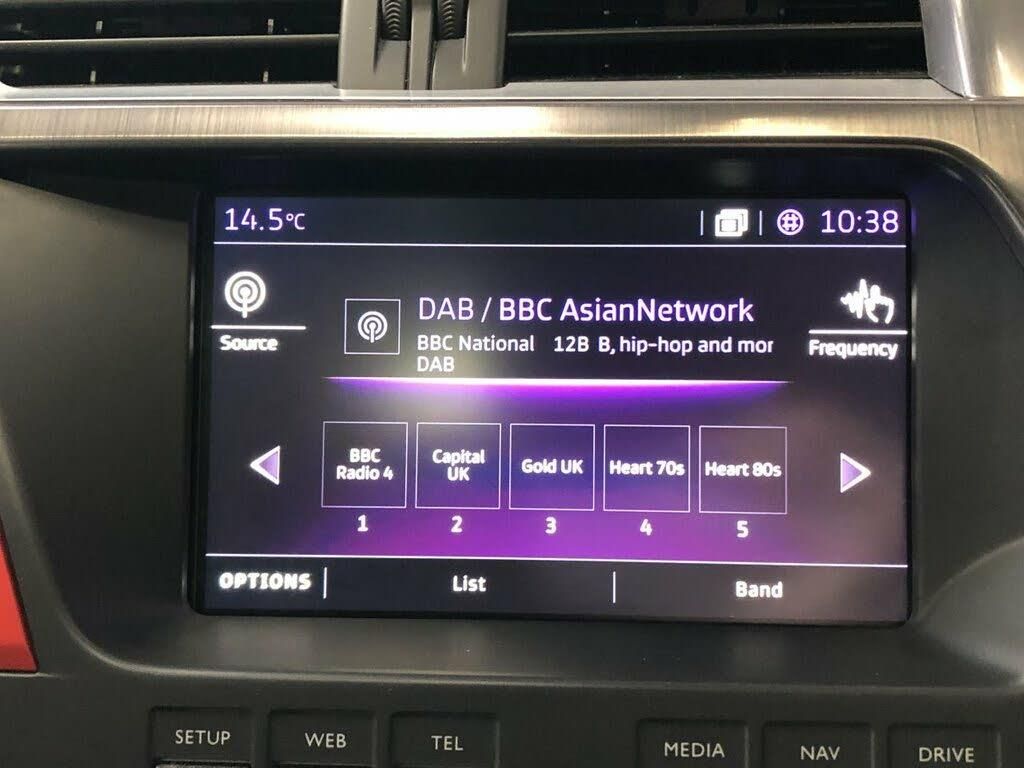 14.5°C
10:38
Source
DAB / BBC AsianNetwork
BBC National 12B B, hip-hop and mor
DAB
Frequency
BBC
Radio 4
Capital
UK
Gold UK
Heart 70s
Heart 80s
1 2 3 4 5
OPTIONS List Band
SETUP WEB TEL MEDIA NAV DRIVE